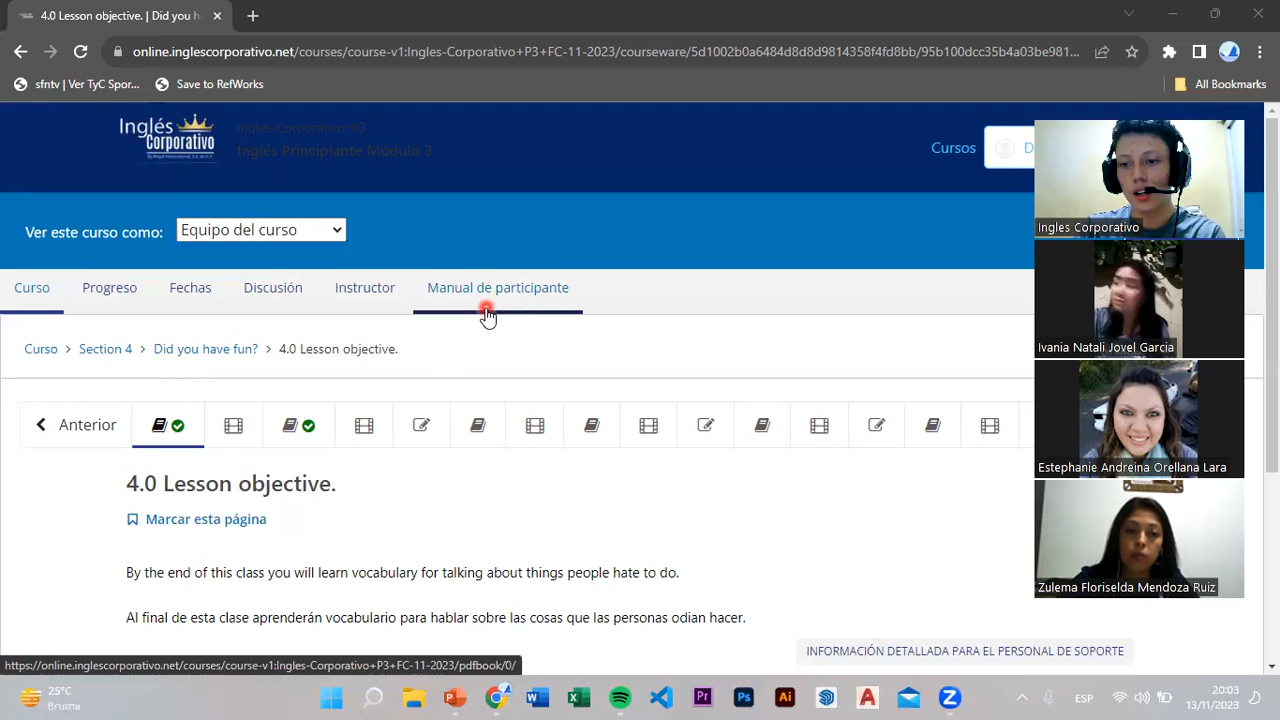 4.0 Lesson objective. | Did you h
online.inglescorporativo.net/courses/course-v1:Ingles-Corporativo+P3+FC-11-2023/courseware/5d1002b0a6484d8d8d9814358f4fd8bb/95b100dcc35b4a03be981...
sfntv | Ver TyC Spor...
Save to RefWorks
All Bookmarks
Inglés
Corporativo
Ingles-Corporativo: P3
Inglés Principiante Módulo 3
Cursos
D
Ver este curso como:
Equipo del curso
Curso
Progreso
Fechas
Discusión
Instructor
Manual de participante
Curso > Section 4 > Did you have fun? > 4.0 Lesson objective.
Anterior
4.0 Lesson objective.
Marcar esta página
By the end of this class you will learn vocabulary for talking about things people hate to do.
Al final de esta clase aprenderán vocabulario para hablar sobre las cosas que las personas odian hacer.
INFORMACIÓN DETALLADA PARA EL PERSONAL DE SOPORTE
Ingles Corporativo
Ivania Natali Jovel Garcia
Estephanie Andreina Orellana Lara
Zulema Floriselda Mendoza Ruiz
https://online.inglescorporativo.net/courses/course-v1:Ingles-Corporativo+P3+FC-11-2023/pdfbook/0/
25°C
Bruma
ESP
20:03
13/11/2023